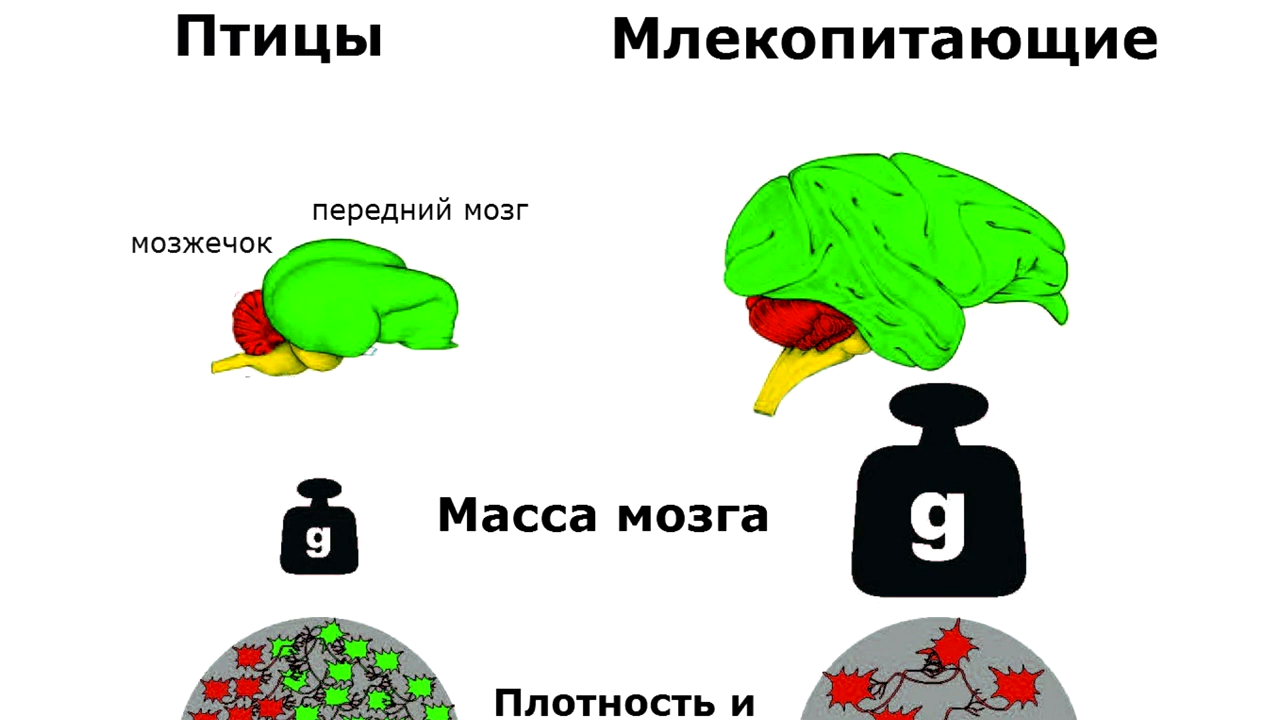 Птицы
Млекопитающие
передний мозг
мозжечок
Масса мозга
g
g
Плотность и